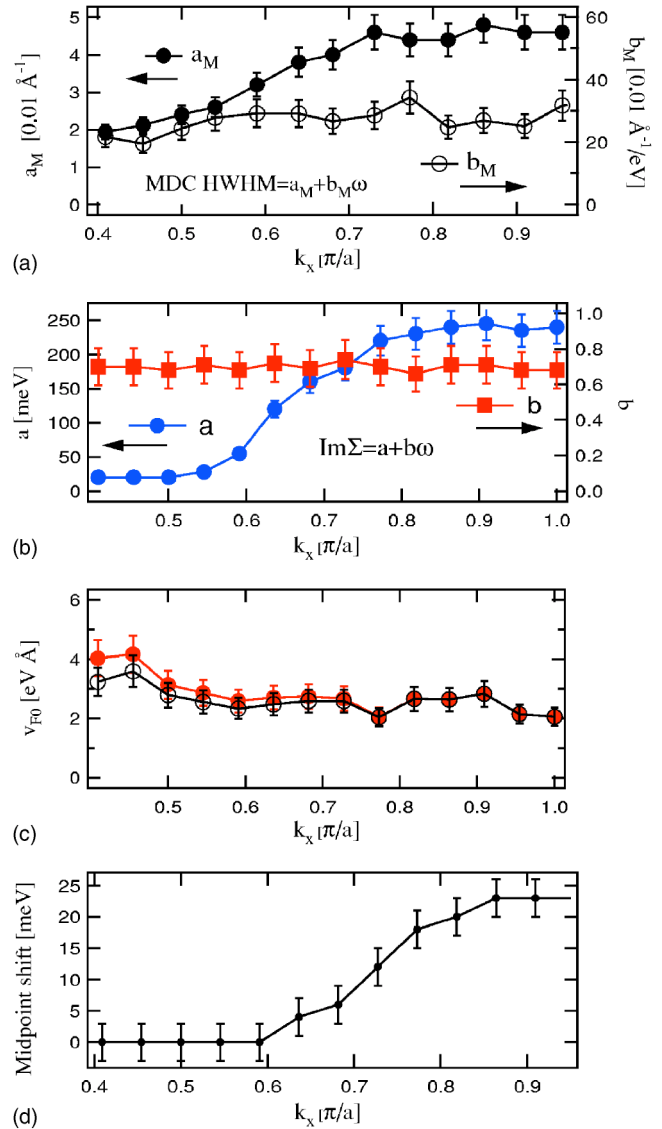 5
4
3
2
1
0
a_M [0.01 Å⁻¹]
a_M
b_M
MDC HWHM=a_M+b_Mω
60
40
20
0
b_M [0.01 Å⁻¹/eV]
0.4 0.5 0.6 0.7 0.8 0.9
k_x [π/a]
(a)
250
200
150
100
50
0
a [meV]
a
b
ImΣ=a+bω
1.0
0.8
0.6
0.4
0.2
0.0
b
0.5 0.6 0.7 0.8 0.9 1.0
k_x [π/a]
(b)
6
4
2
0
v_F0 [eV Å]
0.5 0.6 0.7 0.8 0.9 1.0
k_x [π/a]
(c)
25
20
15
10
5
0
Midpoint shift [meV]
0.4 0.5 0.6 0.7 0.8 0.9
k_x [π/a]
(d)